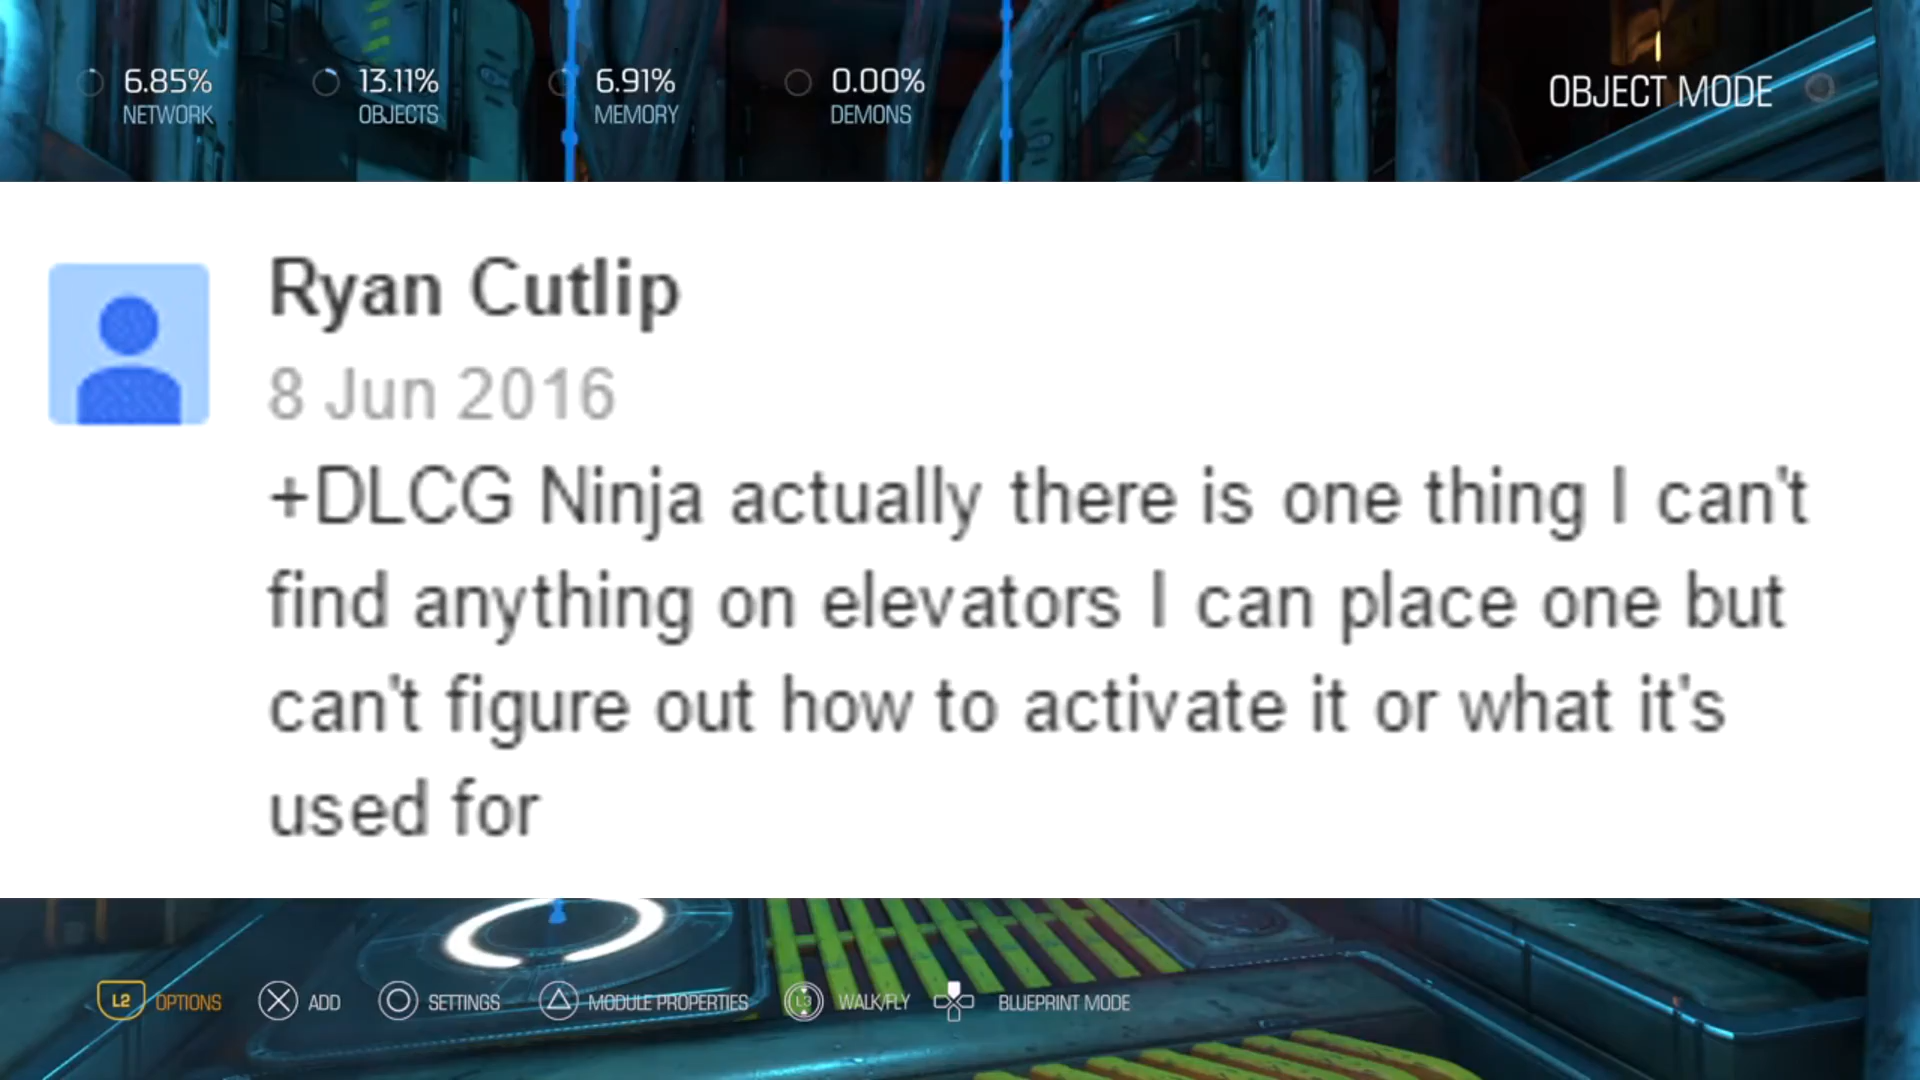 6.85% 13.11% 6.91% 0.00%
NETWORK OBJECTS MEMORY DEMONS
OBJECT MODE
Ryan Cutlip
8 Jun 2016
+DLCG Ninja actually there is one thing I can't
find anything on elevators I can place one but
can't figure out how to activate it or what it's
used for
L2 OPTIONS ADD SETTINGS MODULE PROPERTIES L3 WALK/FLY BLUEPRINT MODE